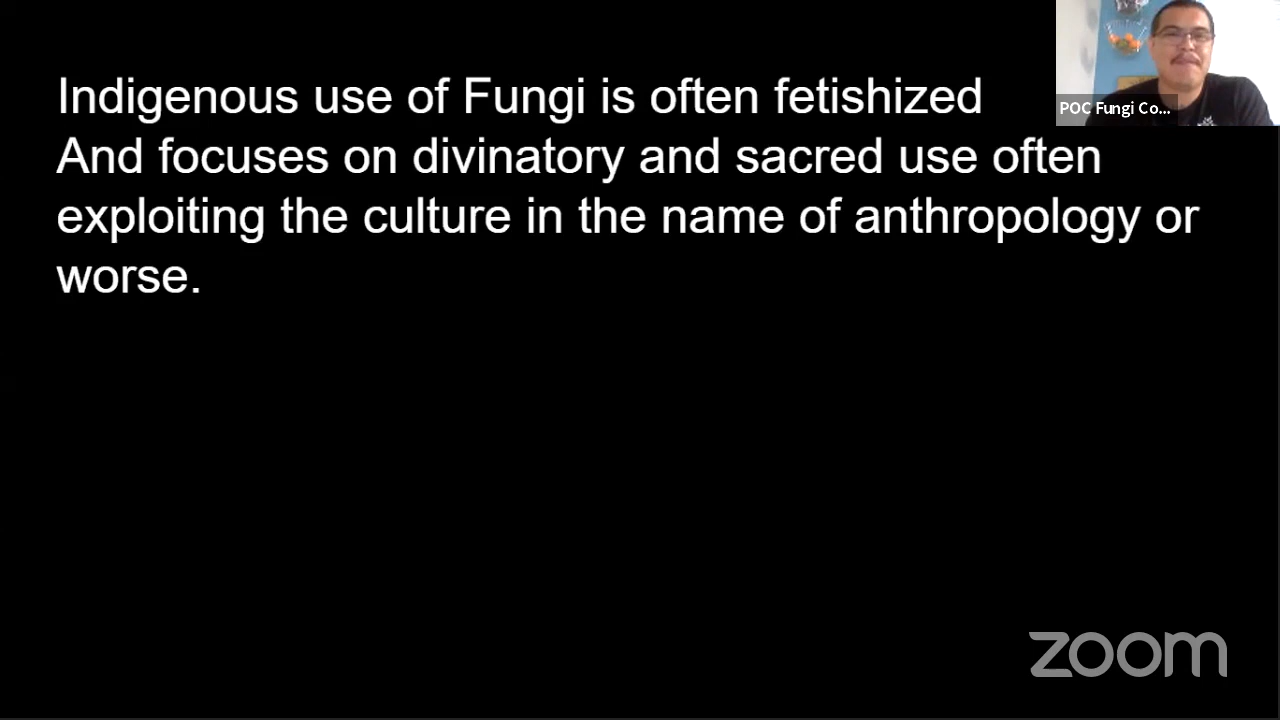 Indigenous use of Fungi is often fetishized
And focuses on divinatory and sacred use often
exploiting the culture in the name of anthropology or
worse.
POC Fungi Co...
zoom